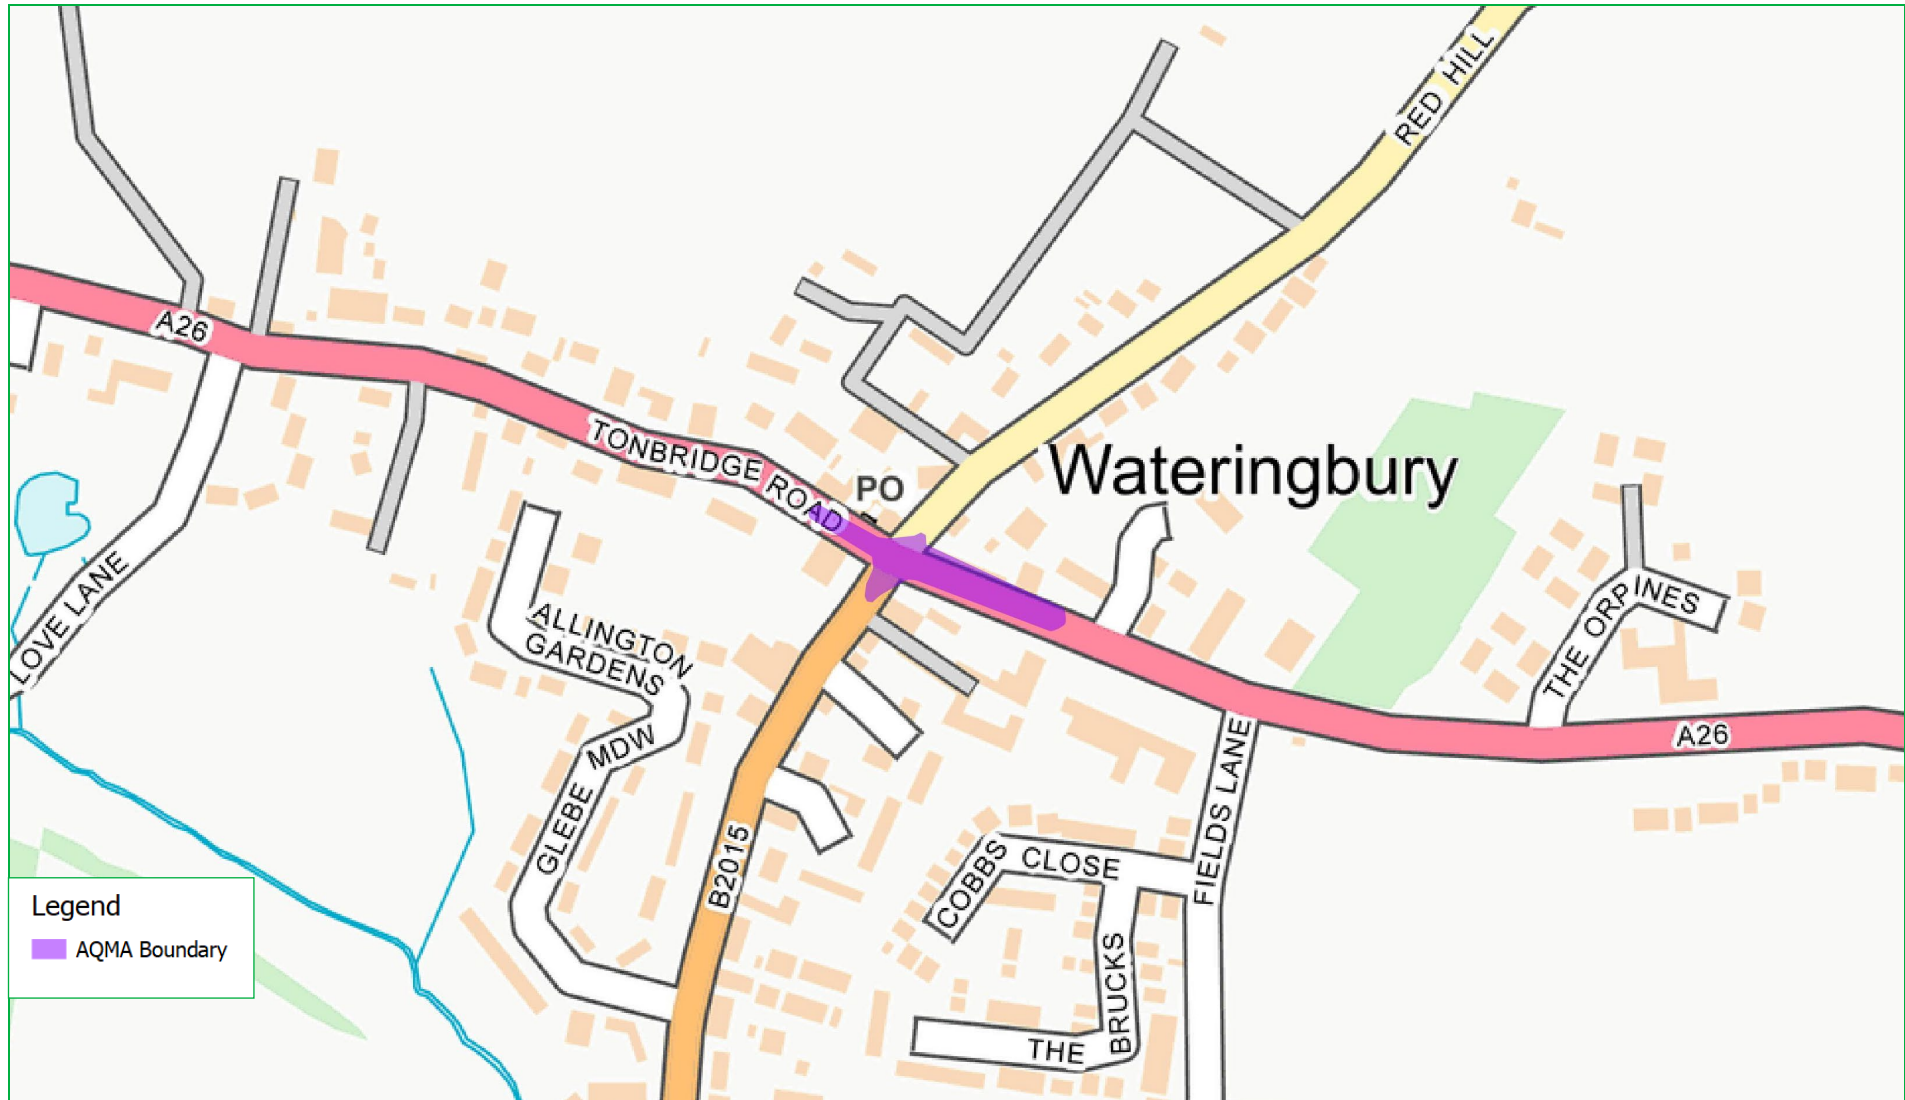 RED HILL
A26
TONBRIDGE ROAD
PO
Wateringbury
LOVE LANE
ALLINGTON
GARDENS
THE ORPINES
GLEBE MDW
A26
FIELDS LANE
B2015
COBBS CLOSE
THE BRUCKS
Legend
AQMA Boundary